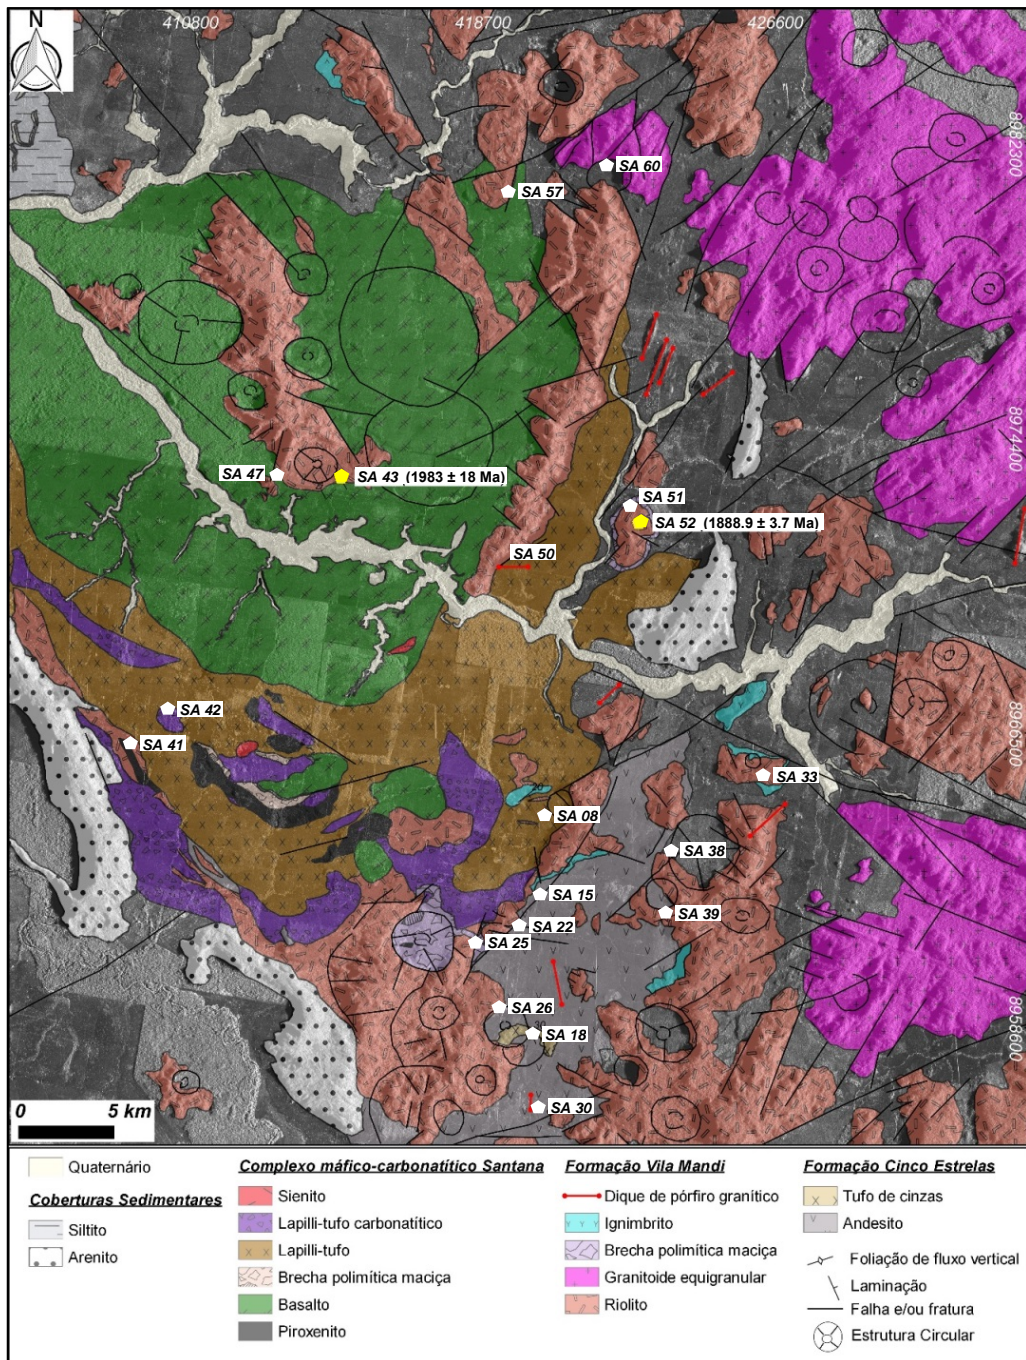 N
410800
418700
426600
8982300
SA 60
SA 57
8974400
SA 47
SA 43 (1983 ± 18 Ma)
SA 51
SA 52 (1888.9 ± 3.7 Ma)
SA 50
8966500
SA 42
SA 41
SA 33
SA 08
SA 38
SA 15
SA 39
SA 22
SA 25
8958600
SA 26
SA 18
SA 30
0 5 km
Quaternário
Coberturas Sedimentares
Siltito
Arenito
Complexo máfico-carbonatítico Santana
Sienito
Lapilli-tufo carbonatítico
Lapilli-tufo
Brecha polimítica maciça
Basalto
Piroxenito
Formação Vila Mandi
Dique de pórfiro granítico
Ignimbrito
Brecha polimítica maciça
Granitoide equigranular
Riolito
Formação Cinco Estrelas
Tufo de cinzas
Andesito
Foliação de fluxo vertical
Laminação
Falha e/ou fratura
Estrutura Circular